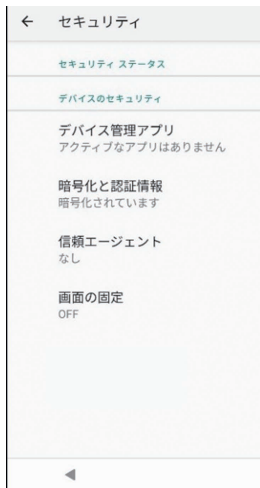 セキュリティ
セキュリティ ステータス
デバイスのセキュリティ
デバイス管理アプリ
アクティブなアプリはありません
暗号化と認証情報
暗号化されています
信頼エージェント
なし
画面の固定
OFF